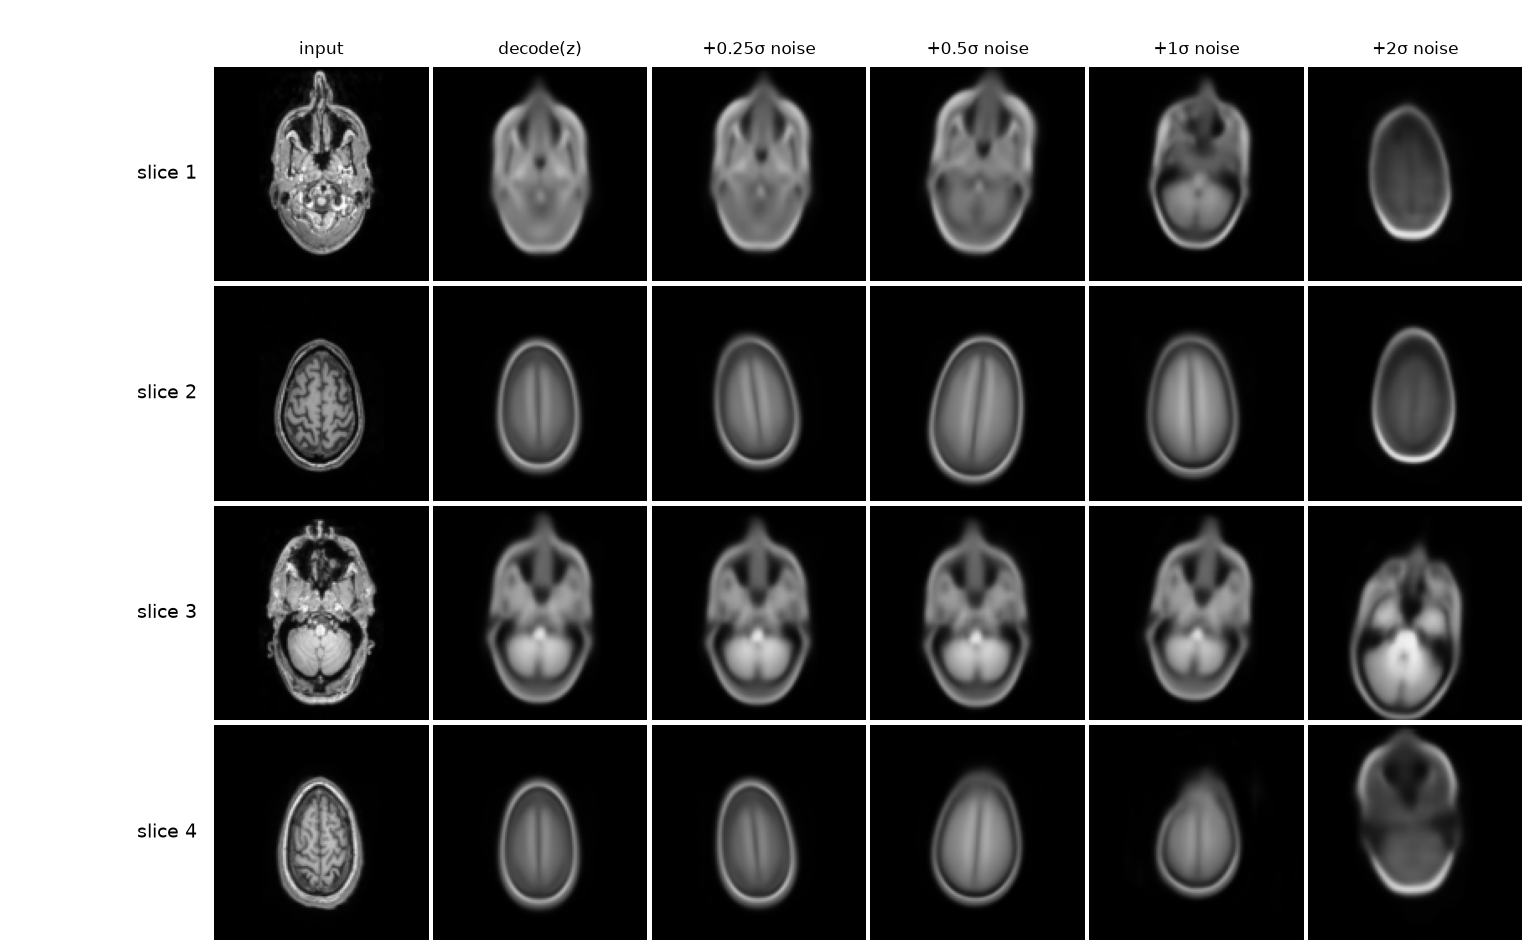 input decode(z) +0.25σ noise +0.5σ noise +1σ noise +2σ noise
slice 1
slice 2
slice 3
slice 4